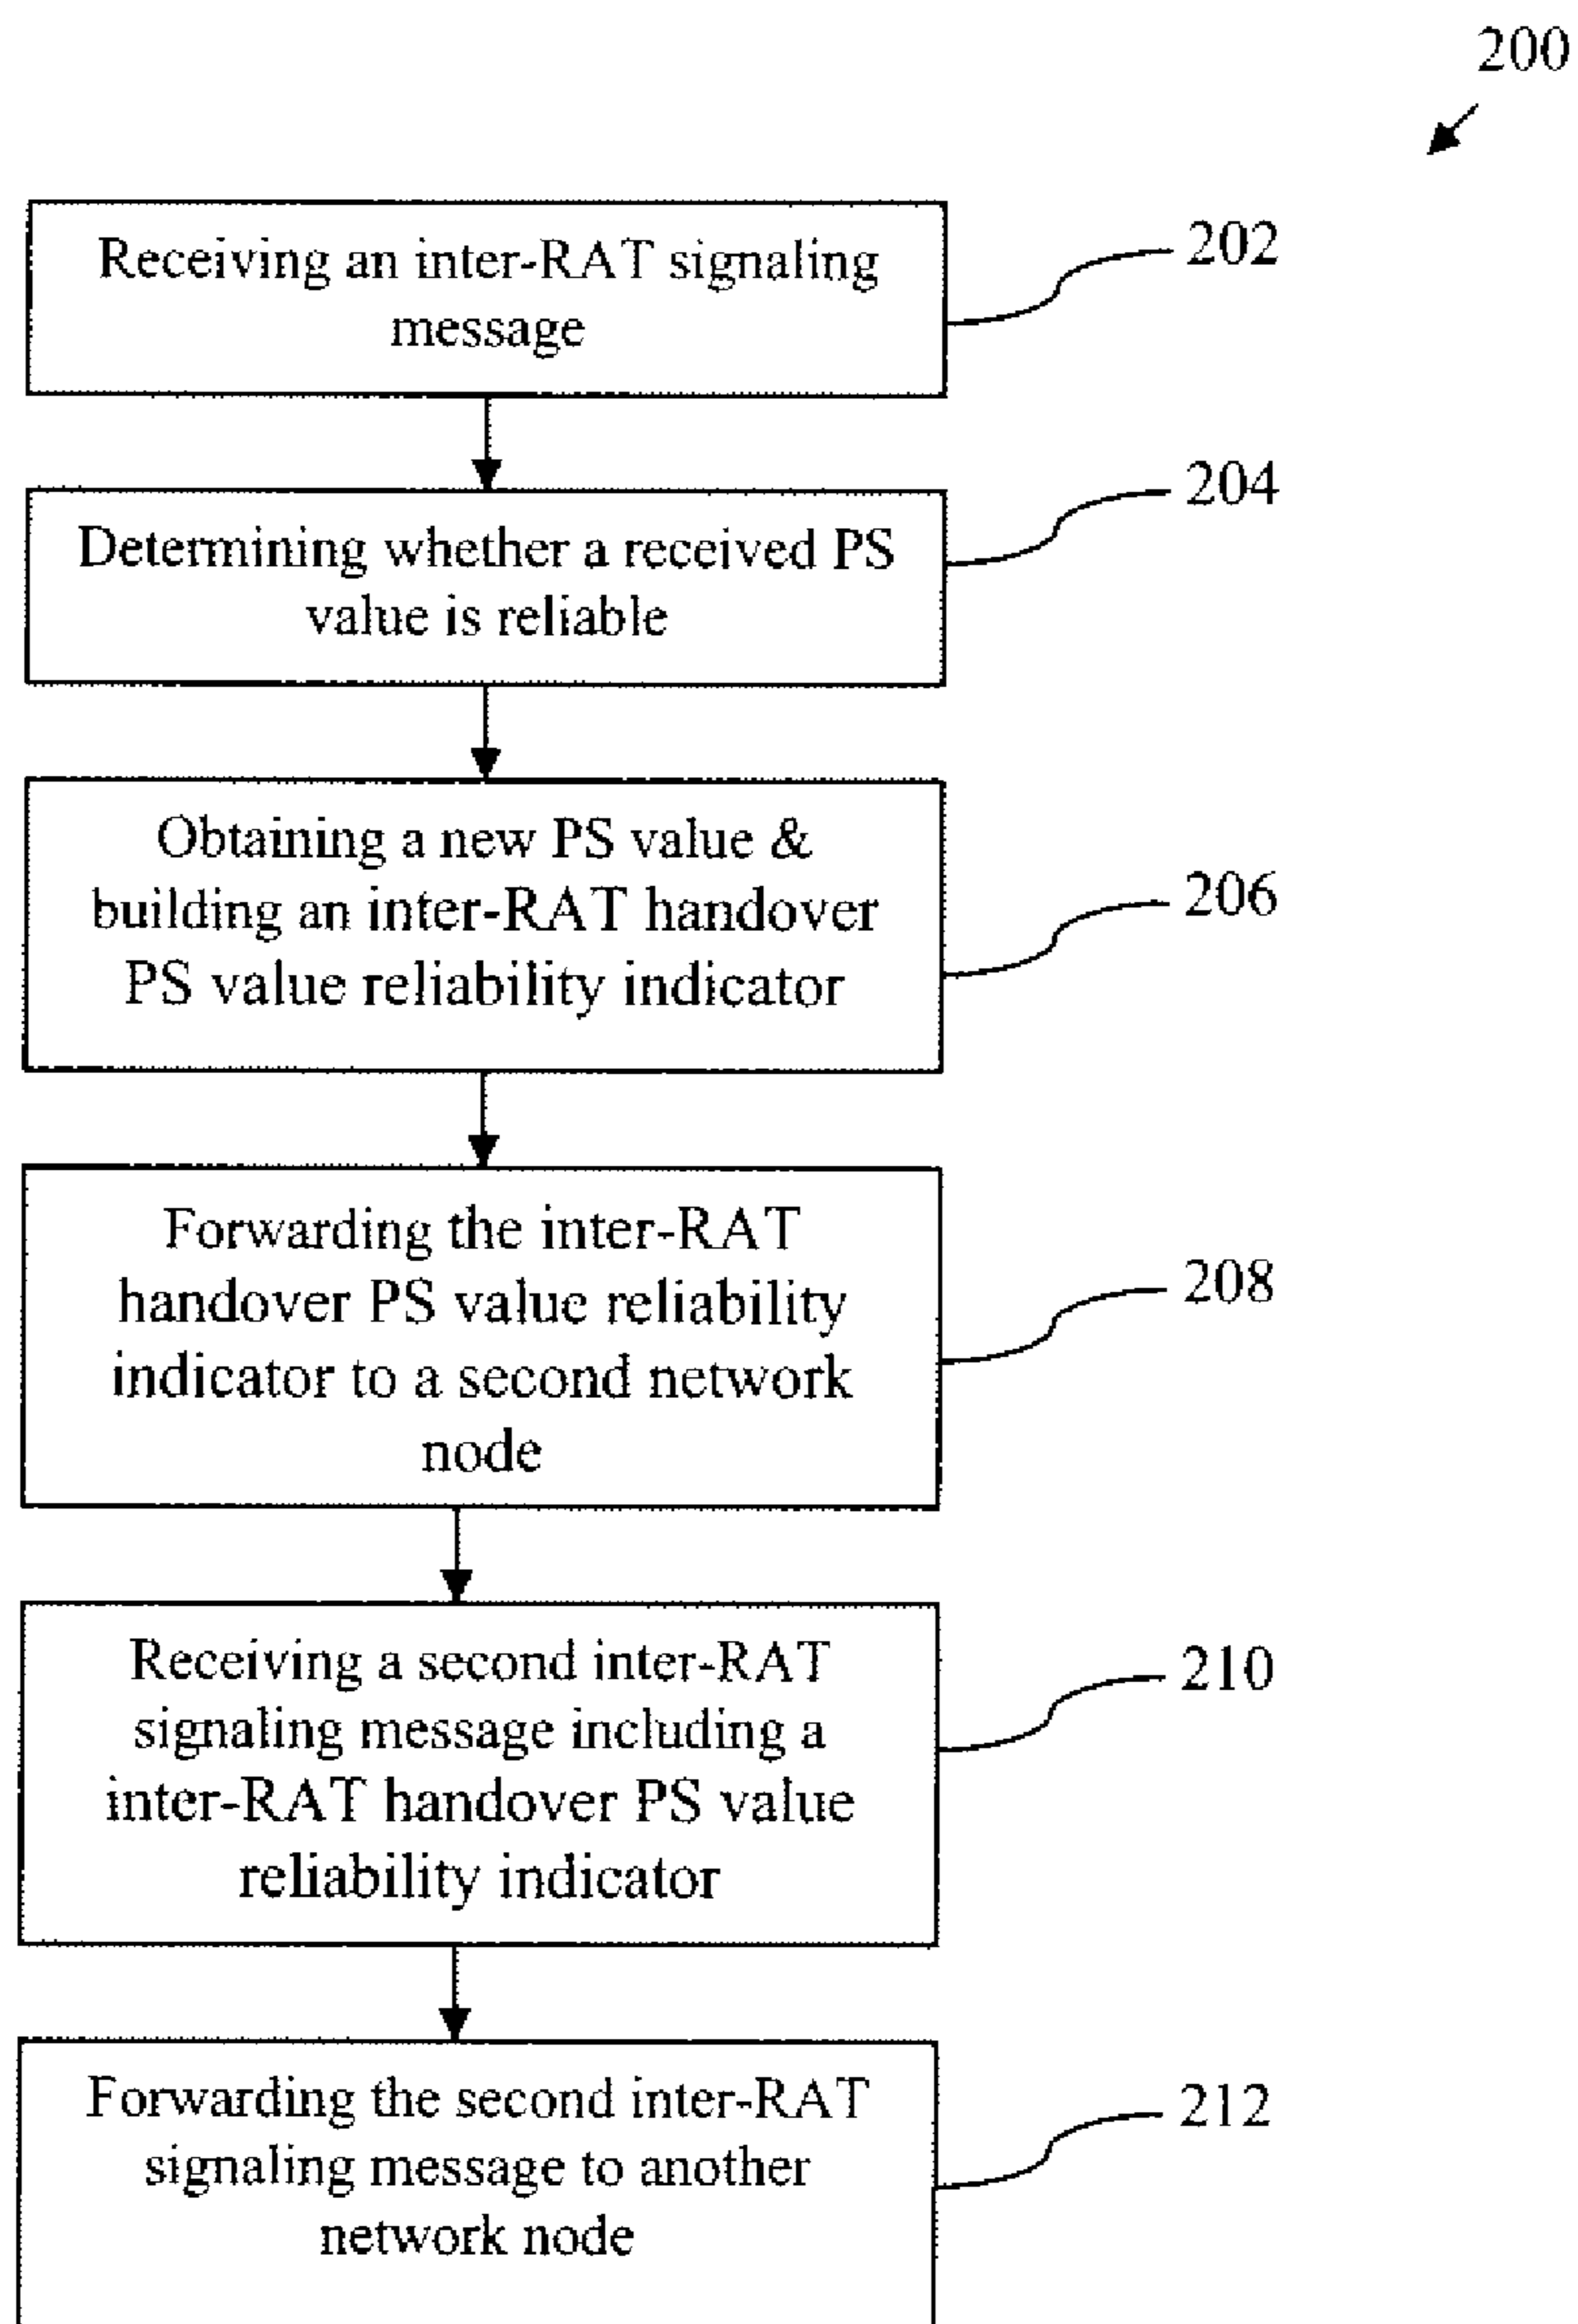 200
Receiving an inter-RAT signaling
message
202
Determining whether a received PS
value is reliable
204
Obtaining a new PS value &
building an inter-RAT handover
PS value reliability indicator
206
Forwarding the inter-RAT
handover PS value reliability
indicator to a second network
node
208
Receiving a second inter-RAT
signaling message including a
inter-RAT handover PS value
reliability indicator
210
Forwarding the second inter-RAT
signaling message to another
network node
212